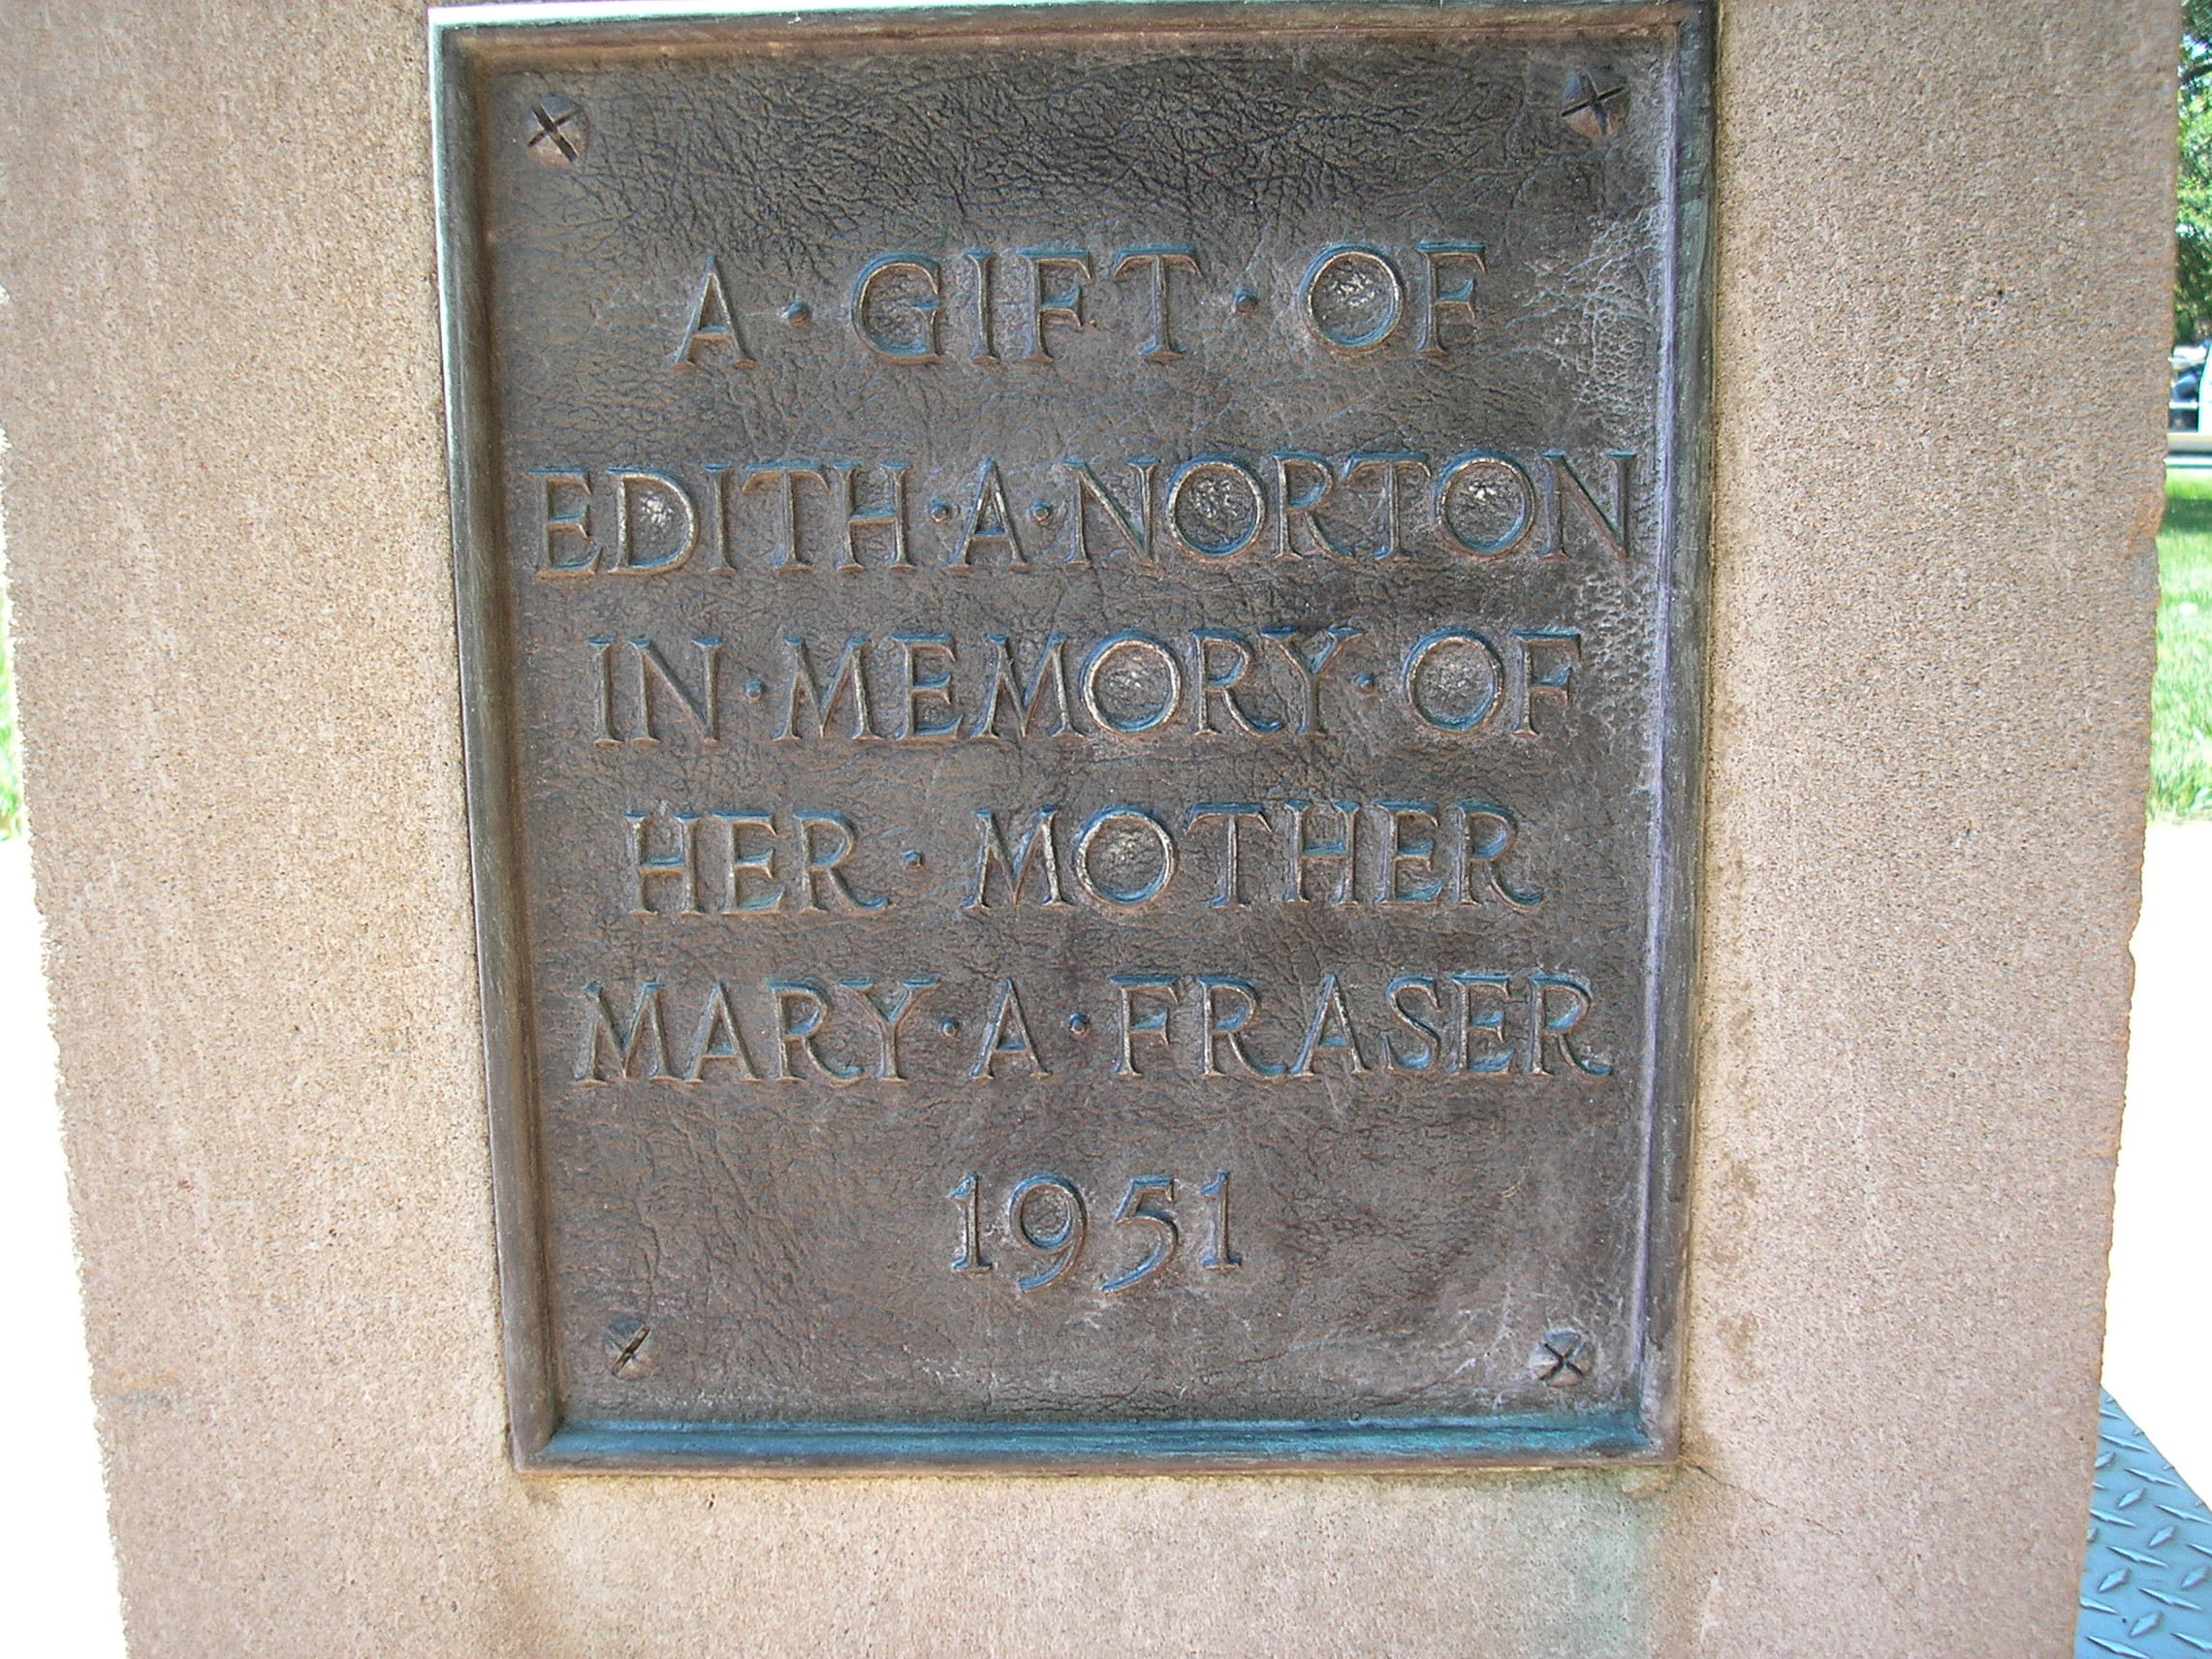 A · GIFT · OF
EDITH · A · NORTON
IN · MEMORY · OF
HER · MOTHER
MARY · A · FRASER
1951